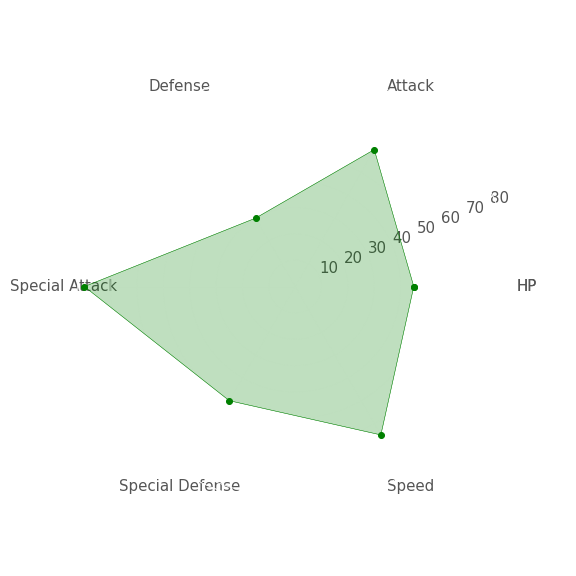 Defense
Attack
80
70
60
50
40
30
20
10
Special Attack
HP
Special Defense
Speed